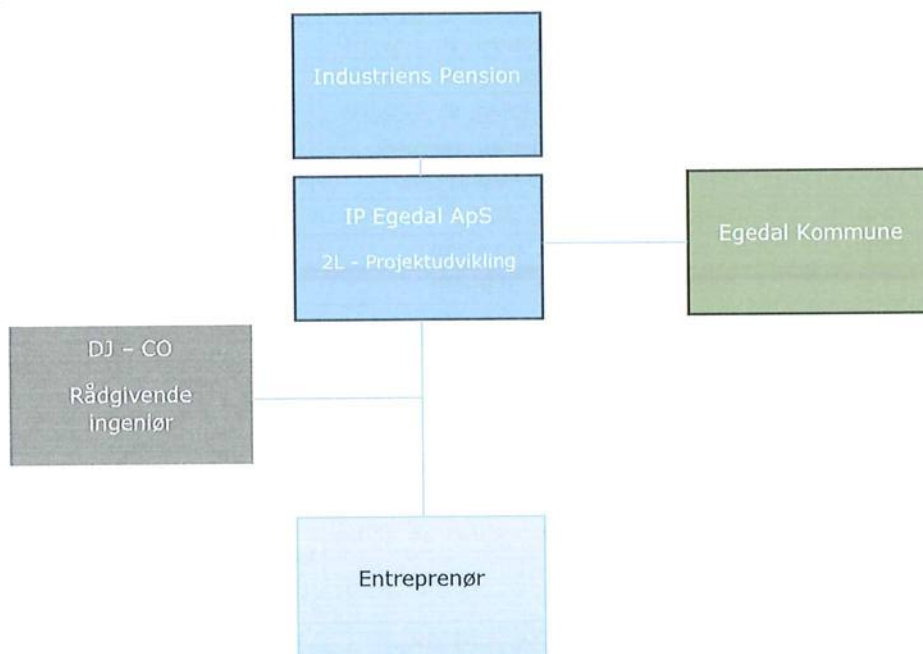 Industriens Pension
IP Egedal ApS
2L - Projektudvikling
Egedal Kommune
DJ – CO
Rådgivende
ingeniør
Entreprenør